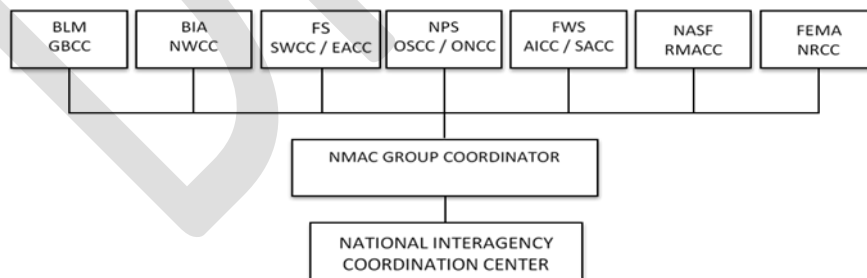 BLM
GBCC
BIA
NWCC
FS
SWCC / EACC
NPS
OSCC / ONCC
FWS
AICC / SACC
NASF
RMACC
FEMA
NRCC
NMAC GROUP COORDINATOR
NATIONAL INTERAGENCY
COORDINATION CENTER